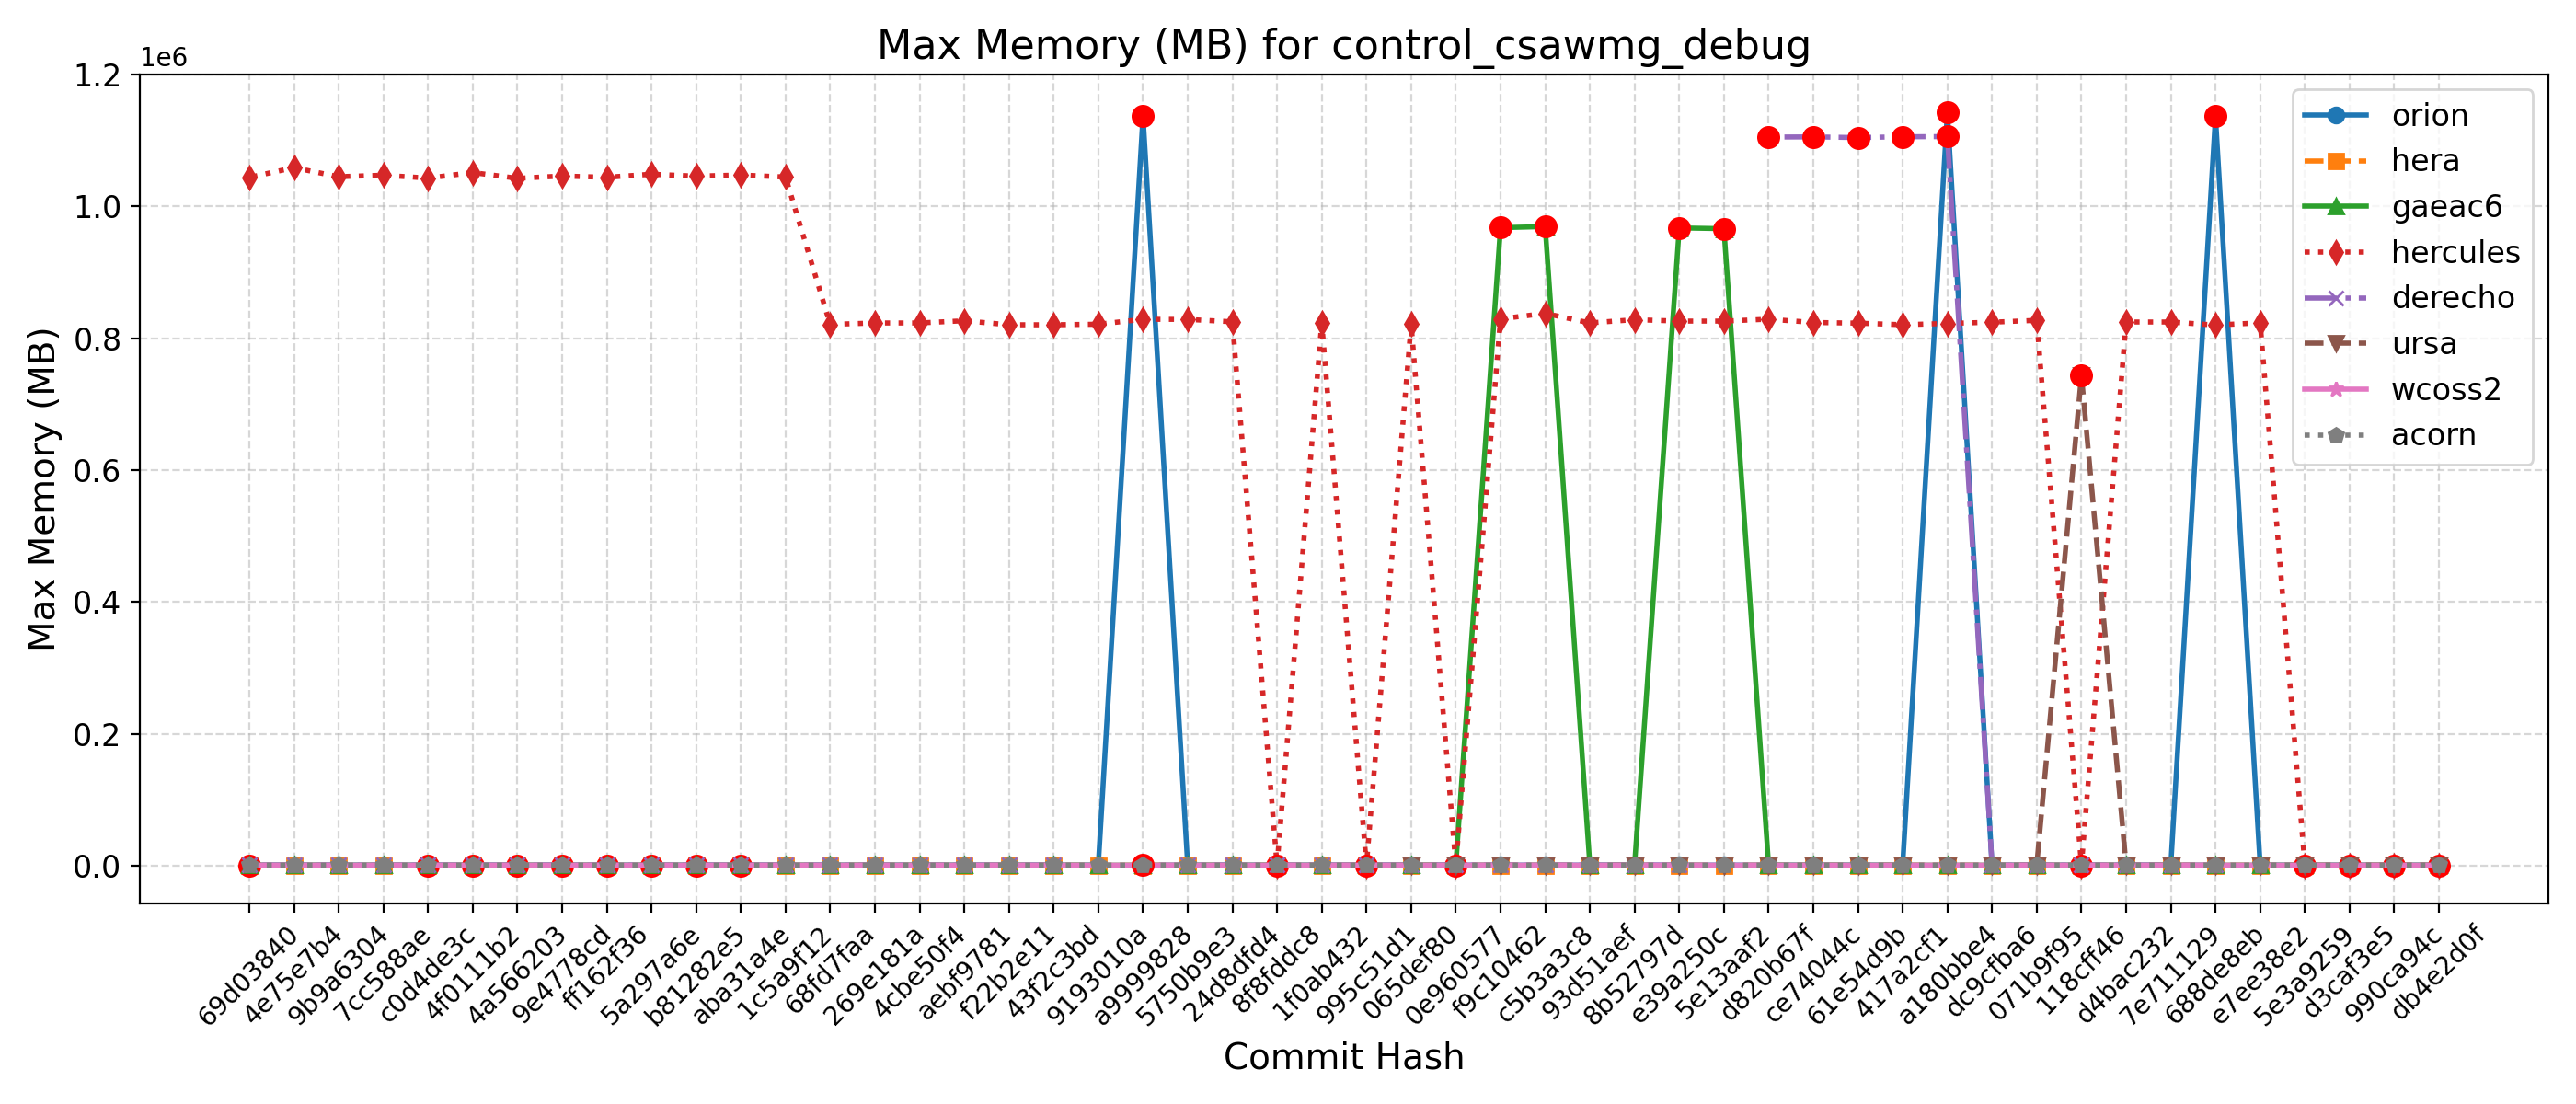 Max Memory (MB) for control_csawmg_debug
1e6
1.2
1.0
0.8
0.6
0.4
0.2
0.0
Max Memory (MB)
orion
hera
gaeac6
hercules
derecho
ursa
wcoss2
acorn
69d03840
4e75e7b4
9b9a6304
7cc588ae
c0d4de3c
4f0111b2
4a566203
9e4778cd
ff162f36
5a297a6e
b81282e5
aba31a4e
1c5a9f12
68fd7faa
269e181a
4cbe50f4
aebf9781
f22b2e11
43f2c3bd
9193010a
a9999828
5750b9e3
24d8dfd4
8f8fddc8
1f0ab432
995c51d1
065def80
0e960577
f9c10462
c5b3a3c8
93d51aef
8b52797d
e39a250c
5e13aaf2
d820b67f
ce74044c
61e54d9b
417a2cf1
a180bbe4
dc9cfba6
071b9f95
118cff46
d4bac232
7e711129
688de8eb
e7ee38e2
5e3a9259
d3caf3e5
990ca94c
db4e2d0f
Commit Hash